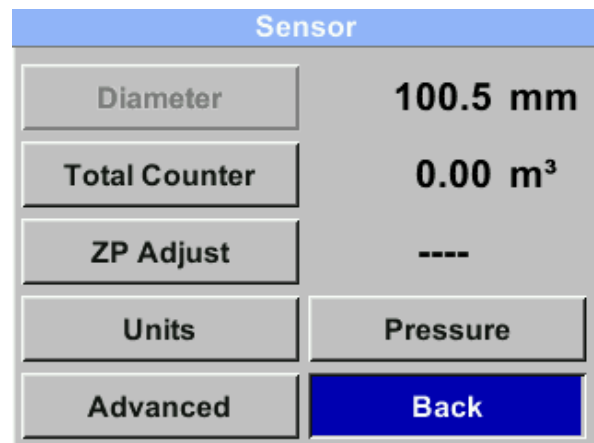 Sensor
Diameter 100.5 mm
Total Counter 0.00 m³
ZP Adjust ----
Units Pressure
Advanced Back